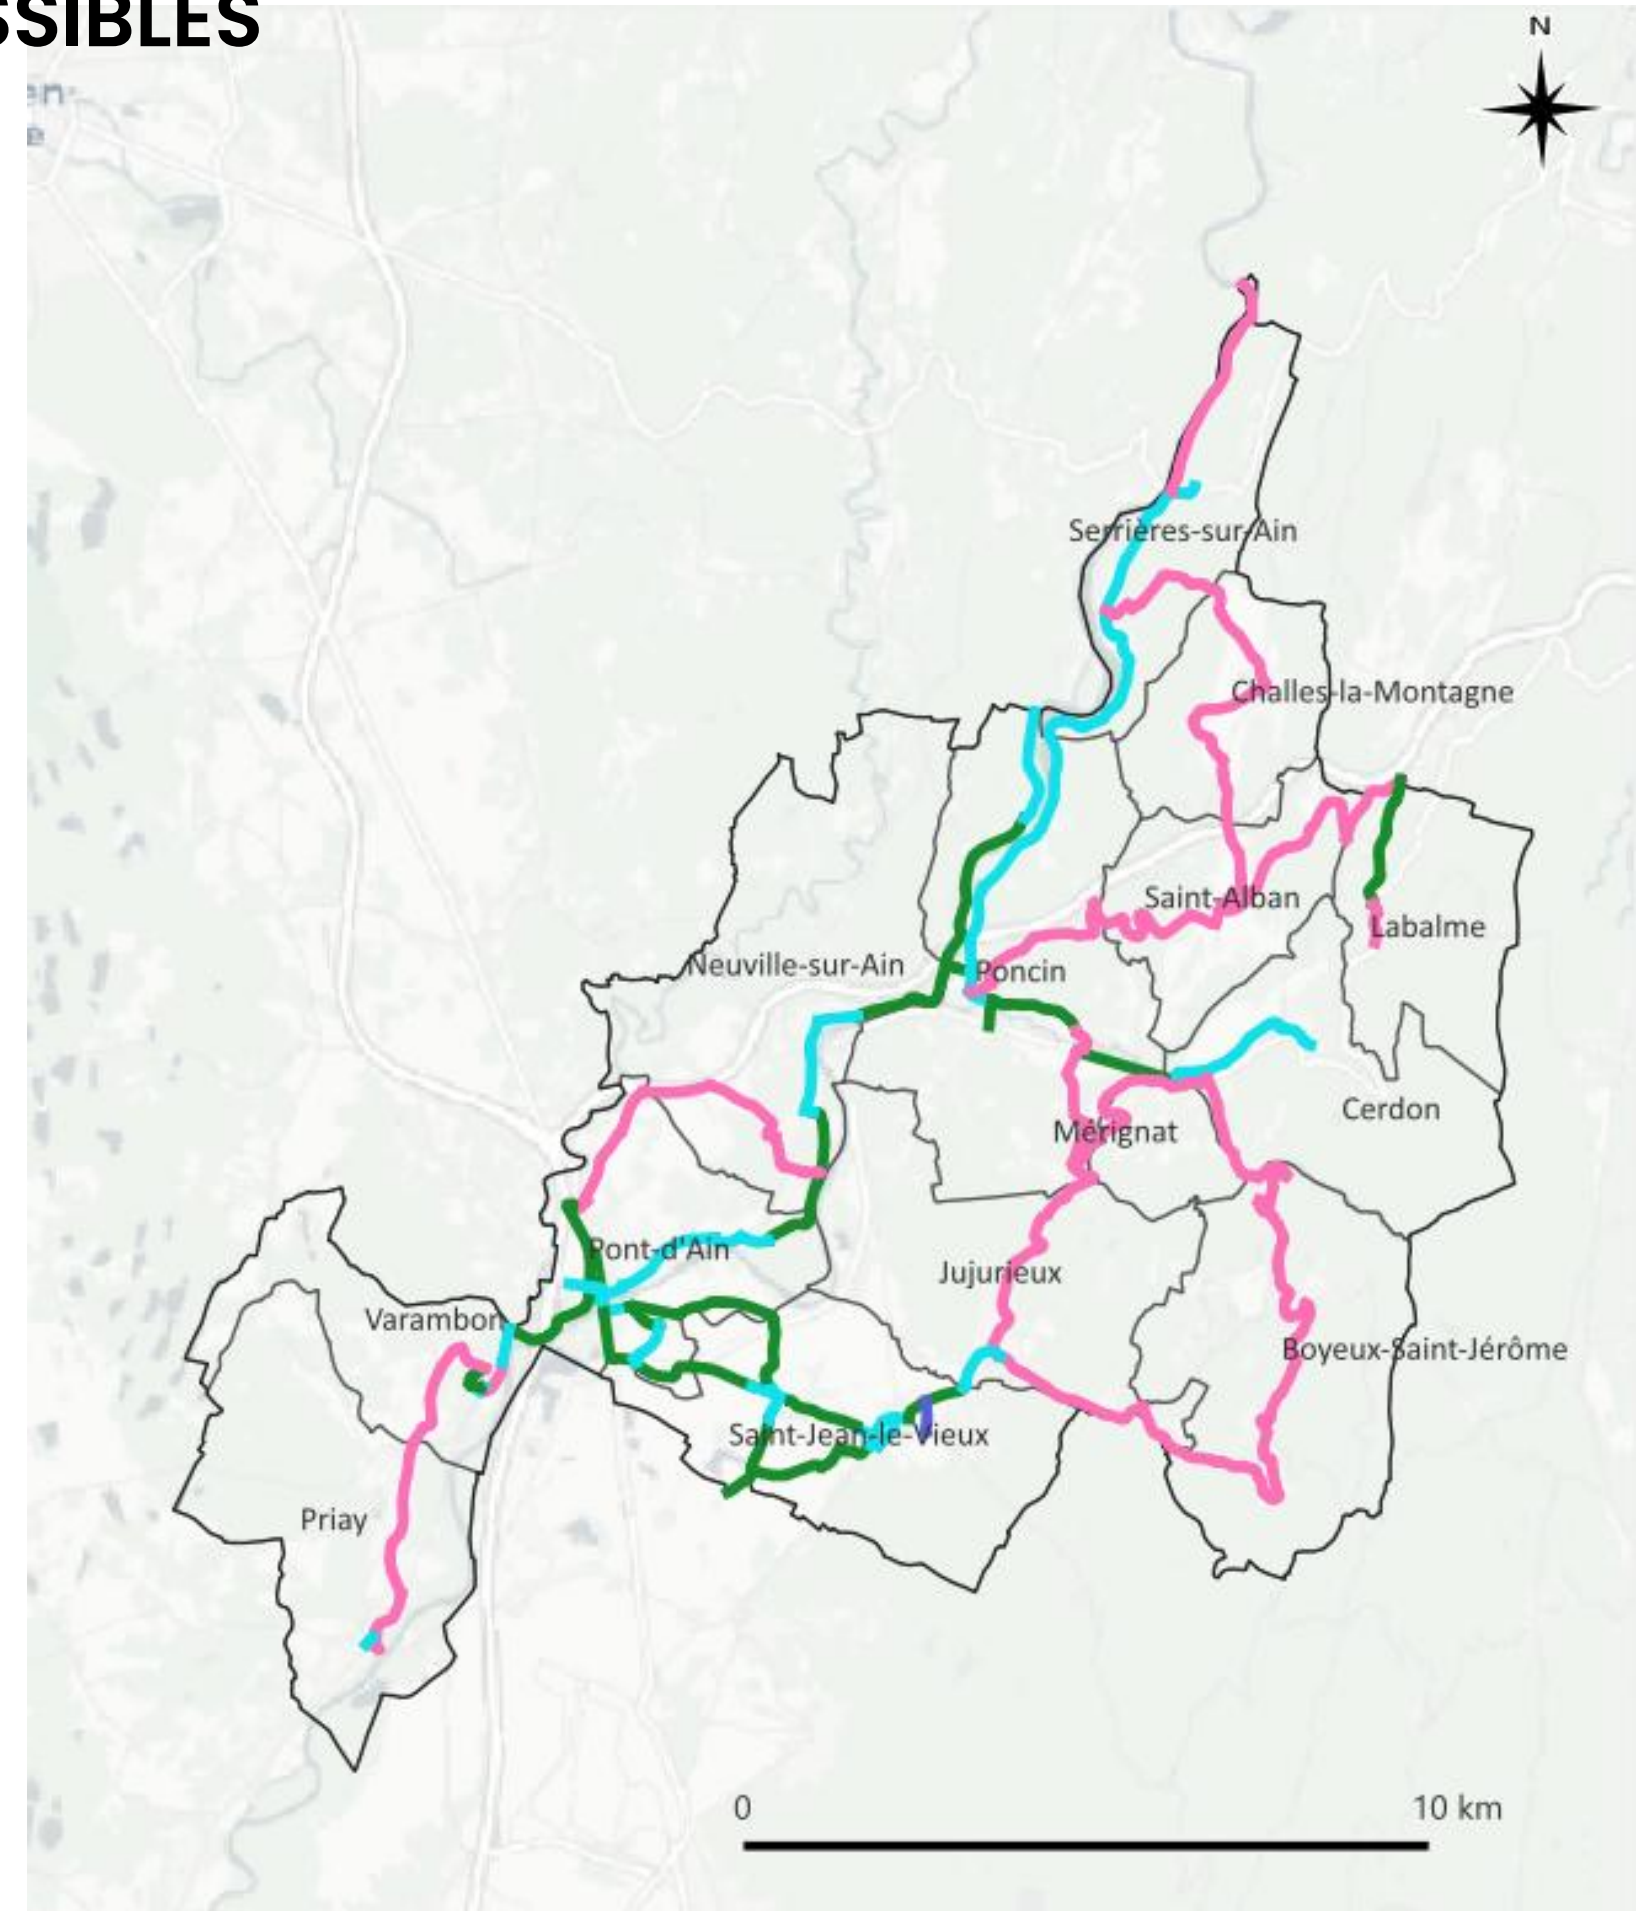 SSIBLES
N
Serrières-sur-Ain
Challes-la-Montagne
Saint-Alban
Labalme
Neuville-sur-Ain
Poncin
Cerdon
Mérignat
Pont-d'Ain
Jujurieux
Varambon
Boyeux-Saint-Jérôme
Saint-Jean-le-Vieux
Priay
0
10 km